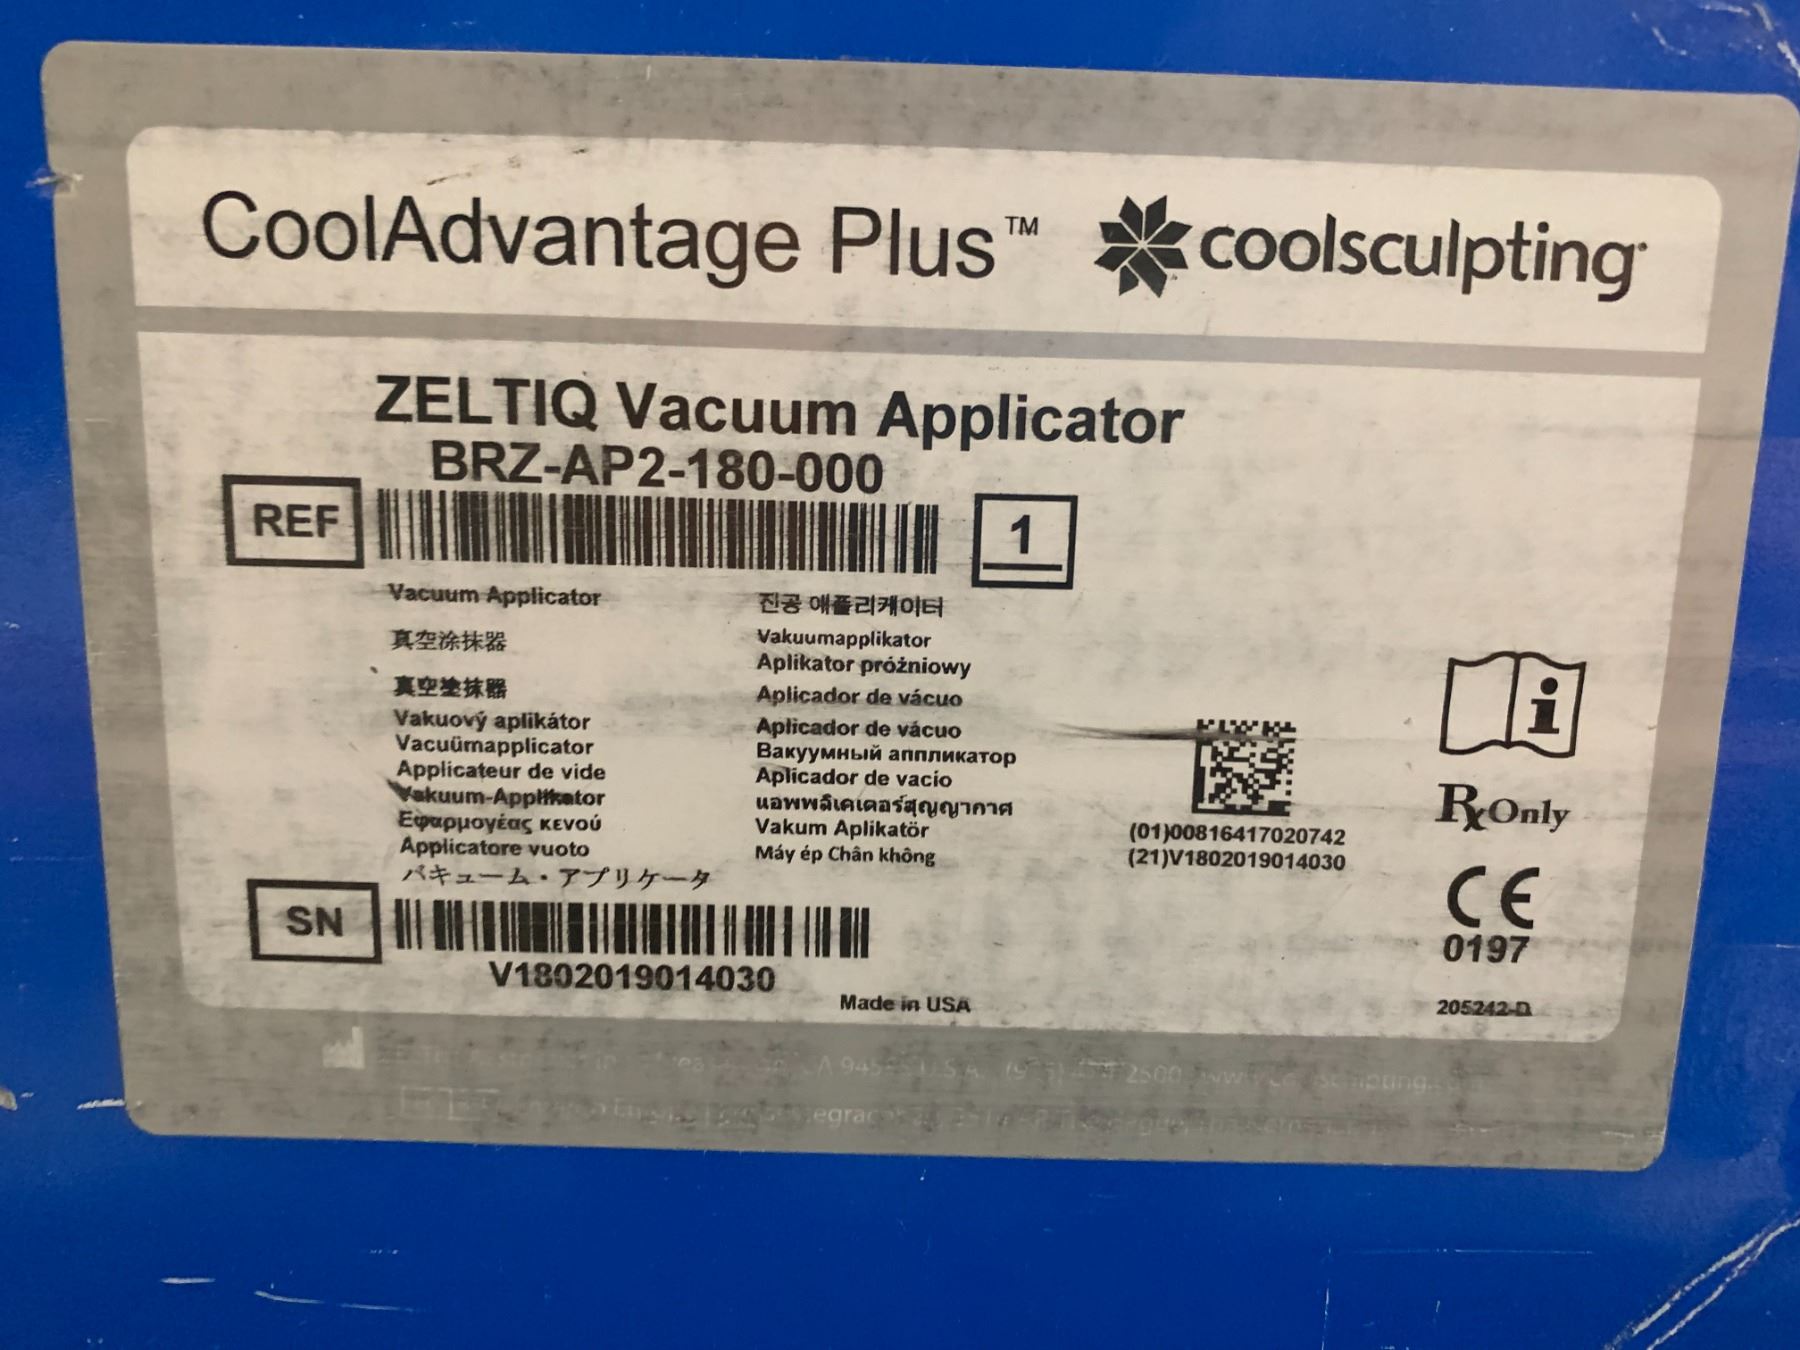 CoolAdvantage Plus™ coolsculpting
ZELTIQ Vacuum Applicator
BRZ-AP2-180-000
REF
1
Vacuum Applicator
真空涂抹器
真空塗抹器
Vakuový aplikátor
Vacuümapplicator
Applicateur de vide
Vakuum-Applikator
Εφαρμογέας κενού
Applicatore vuoto
バキューム・アプリケータ
진공 애플리케이터
Vakuumapplikator
Aplikator próżniowy
Aplicador de vácuo
Aplicador de vácuo
Вакуумный аппликатор
Aplicador de vacío
แอพพลิเคเตอร์สุญญากาศ
Vakum Aplikatör
Máy ép Chân không
(01)00816417020742
(21)V1802019014030
i
Rx Only
CE
0197
SN
V1802019014030
Made in USA
205242-D
2500